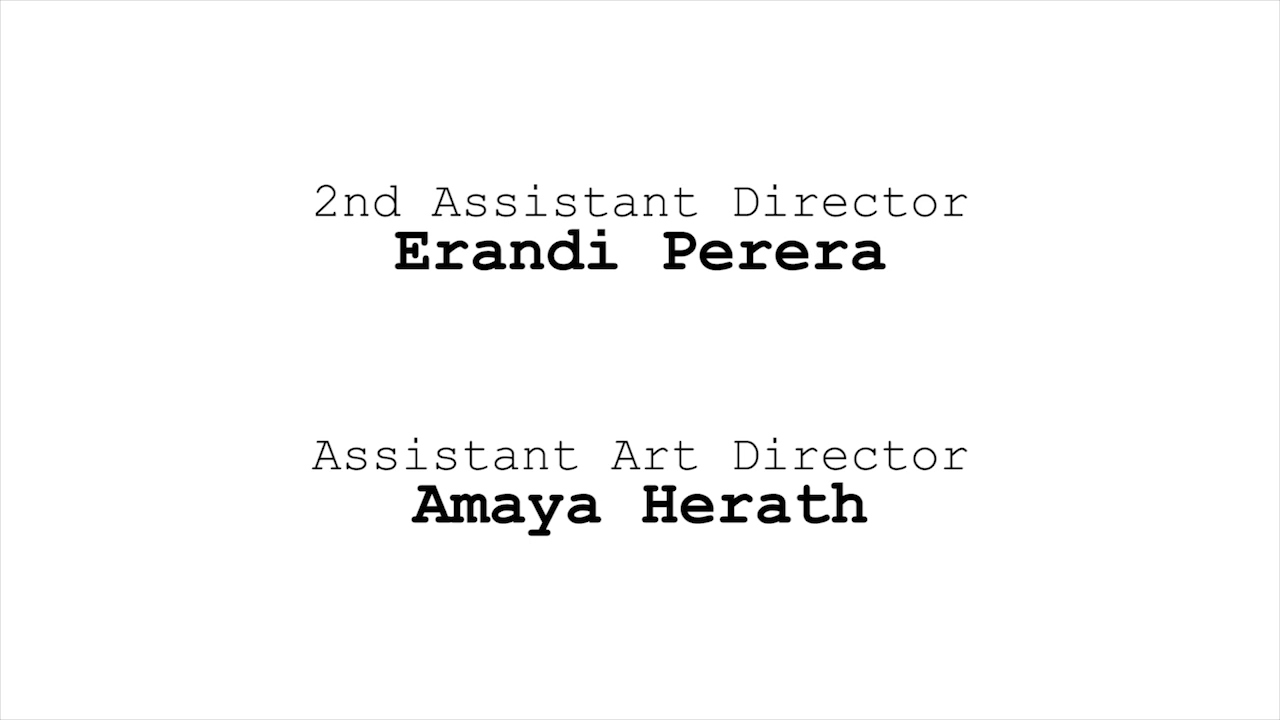 2nd Assistant Director
Erandi Perera
Assistant Art Director
Amaya Herath